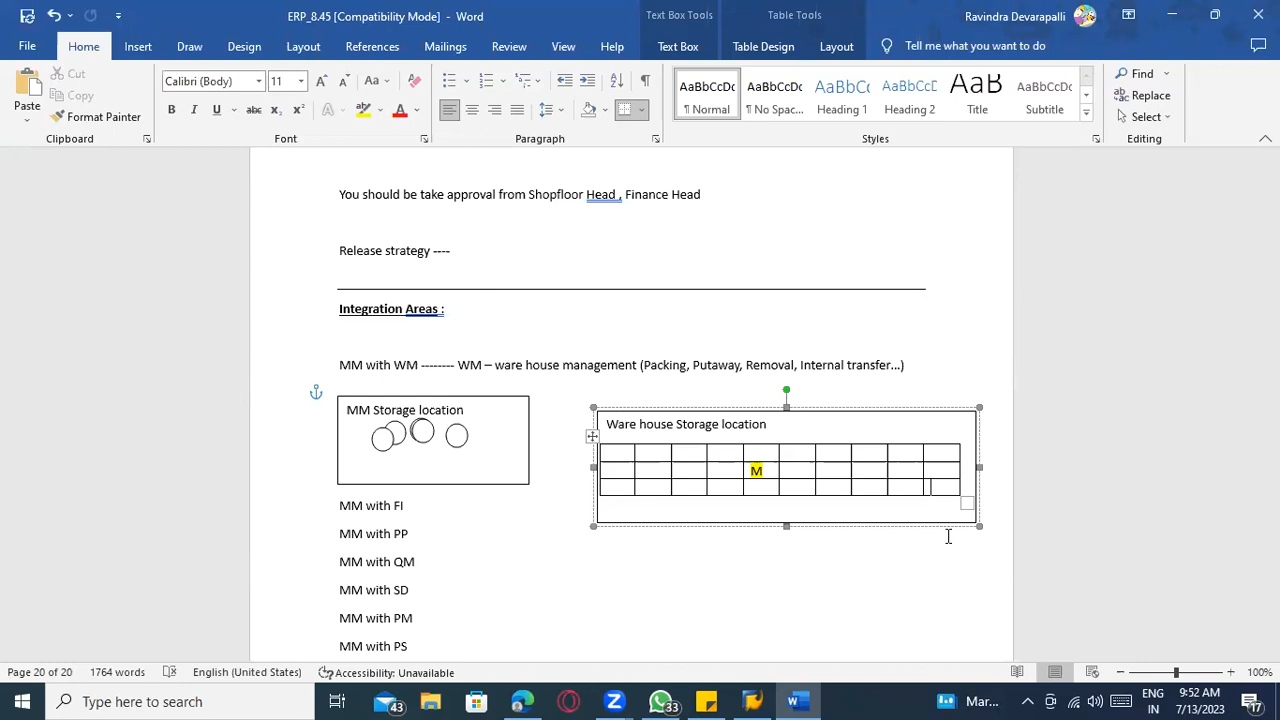 ERP_8.45 [Compatibility Mode] - Word
Text Box Tools
Table Tools
Ravindra Devarapalli
File
Home
Insert
Draw
Design
Layout
References
Mailings
Review
View
Help
Text Box
Table Design
Layout
Tell me what you want to do
Paste
Cut
Copy
Format Painter
Clipboard
Calibri (Body)
11
Font
Paragraph
AaBbCcDc
¶ Normal
AaBbCcDc
¶ No Spac...
AaBbCc
Heading 1
AaBbCcC
Heading 2
AaB
Title
AaBbCcD
Subtitle
Styles
Find
Replace
Select
Editing
You should be take approval from Shopfloor Head , Finance Head
Release strategy ----
Integration Areas :
MM with WM -------- WM – ware house management (Packing, Putaway, Removal, Internal transfer...)
MM Storage location
Ware house Storage location
M
MM with FI
MM with PP
MM with QM
MM with SD
MM with PM
MM with PS
Page 20 of 20
1764 words
English (United States)
Accessibility: Unavailable
100%
Type here to search
43
33
Mar...
ENG
IN
9:52 AM
7/13/2023
17